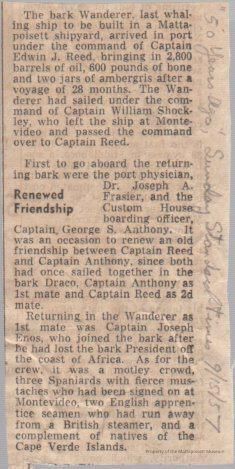 The bark Wanderer, last whal-
ing ship to be built in a Matta-
poisett shipyard, arrived in port
under the command of Captain
Edwin J. Reed, bringing in 2,800
barrels of oil, 600 pounds of bone
and two jars of ambergris after a
voyage of 28 months. The Wan-
derer had sailed under the com-
mand of Captain William Shock-
ley, who left the ship at Monte-
video and passed the command
over to Captain Reed.
First to go aboard the return-
ing bark were the port physician,
Renewed
Friendship
Dr. Joseph A.
Frasier, and the
Custom House
boarding officer,
Captain George S. Anthony. It
was an occasion to renew an old
friendship between Captain Reed
and Captain Anthony, since both
had once sailed together in the
bark Draco, Captain Anthony as
1st mate and Captain Reed as 2d
mate.
Returning in the Wanderer as
1st mate was Captain Joseph
Enos, who joined the bark after
he had lost the bark President off
the coast of Africa. As for the
crew, it was a motley crowd,
three Spaniards with fierce mus-
taches who had been signed on at
Montevideo, two English appren-
tice seamen who had run away
from a British steamer, and a
complement of natives of the
Cape Verde Islands.
Years Ago Sunday Standard Times
Property of the Mattapoisett Museum